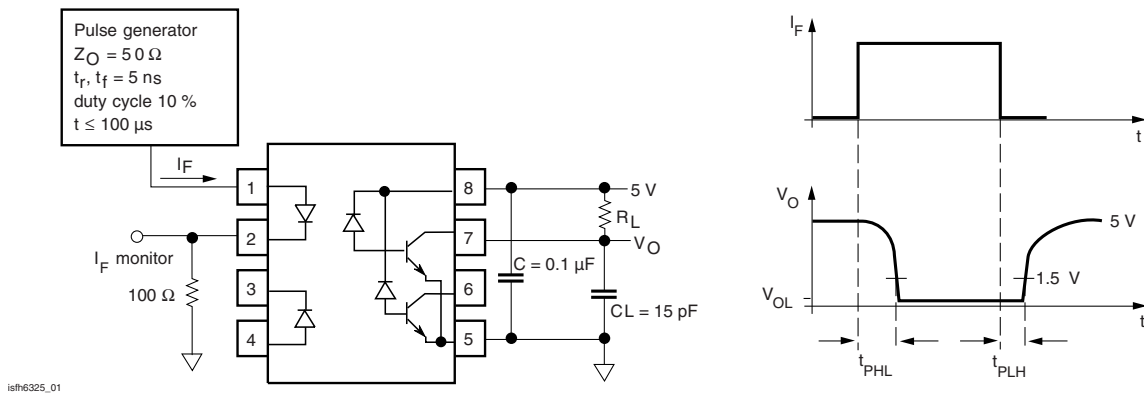 Pulse generator
Z_O = 50 Ω
t_r, t_f = 5 ns
duty cycle 10 %
t ≤ 100 µs
I_F
1
8
5 V
R_L
2
7
V_O
I_F monitor
C = 0.1 µF
100 Ω
3
6
CL = 15 pF
4
5
isfh6325_01
I_F
t
V_O
5 V
1.5 V
V_OL
t
t_PHL
t_PLH